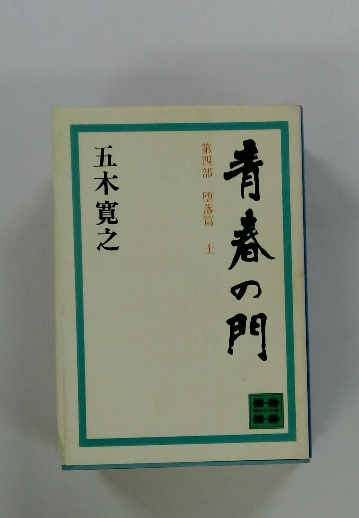 青春の門
第四部 堕落篇 上
五木寛之